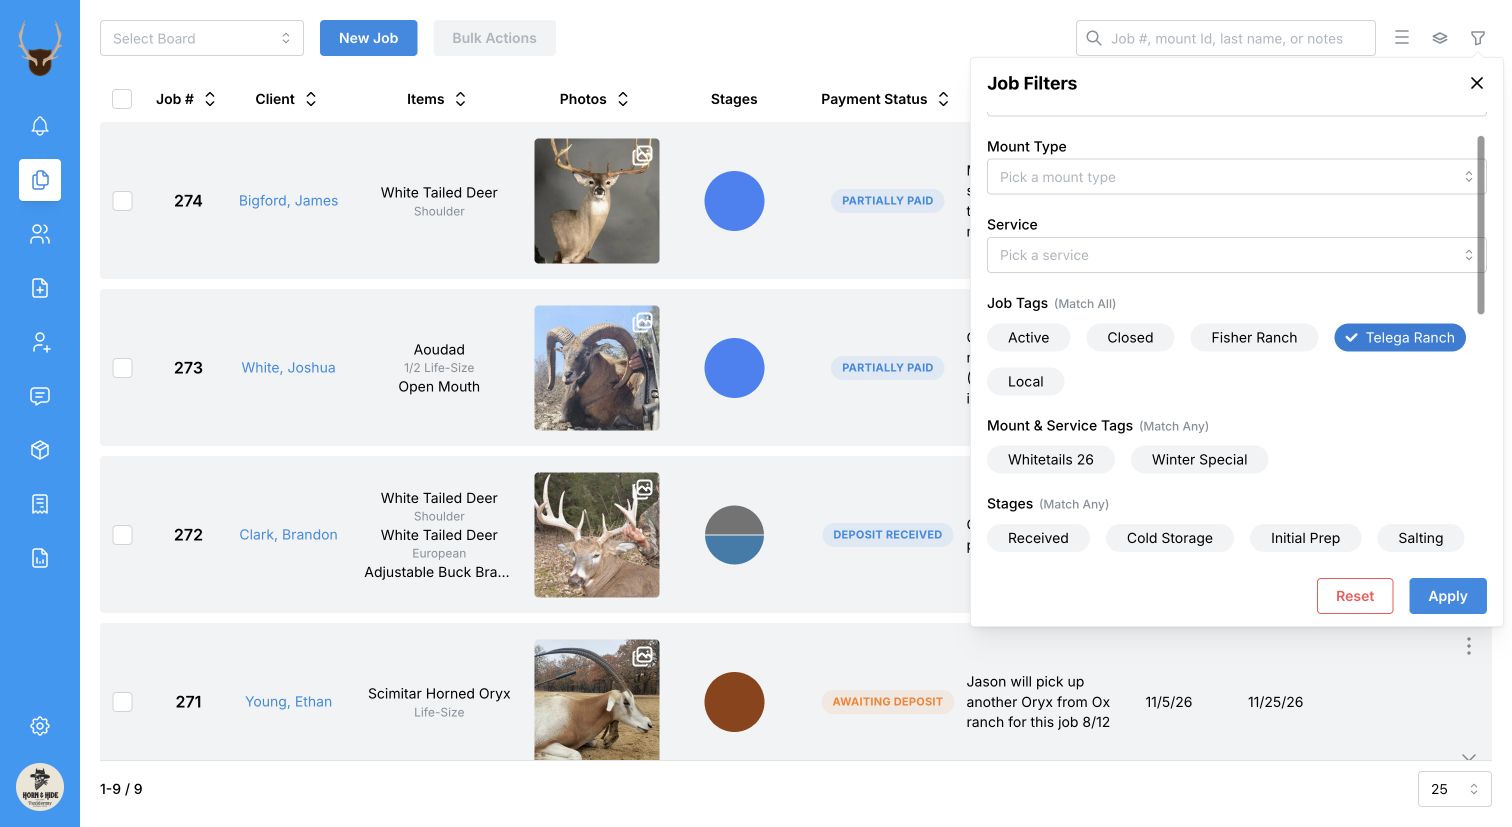 Select Board
New Job
Bulk Actions
Job #, mount Id, last name, or notes
Job #
Client
Items
Photos
Stages
Payment Status
274
Bigford, James
White Tailed Deer
Shoulder
PARTIALLY PAID
273
White, Joshua
Aoudad
1/2 Life-Size
Open Mouth
PARTIALLY PAID
272
Clark, Brandon
White Tailed Deer
Shoulder
White Tailed Deer
European
Adjustable Buck Bra...
DEPOSIT RECEIVED
271
Young, Ethan
Scimitar Horned Oryx
Life-Size
AWAITING DEPOSIT
Jason will pick up
another Oryx from Ox
ranch for this job 8/12
11/5/26
11/25/26
Job Filters
Mount Type
Pick a mount type
Service
Pick a service
Job Tags (Match All)
Active
Closed
Fisher Ranch
Telega Ranch
Local
Mount & Service Tags (Match Any)
Whitetails 26
Winter Special
Stages (Match Any)
Received
Cold Storage
Initial Prep
Salting
Reset
Apply
HORN & HIDE
Taxidermy
1-9 / 9
25